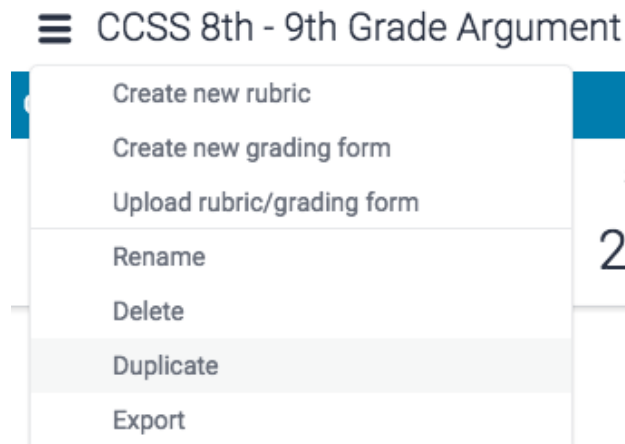 CCSS 8th - 9th Grade Argument
Create new rubric
Create new grading form
Upload rubric/grading form
2
Rename
Delete
Duplicate
Export